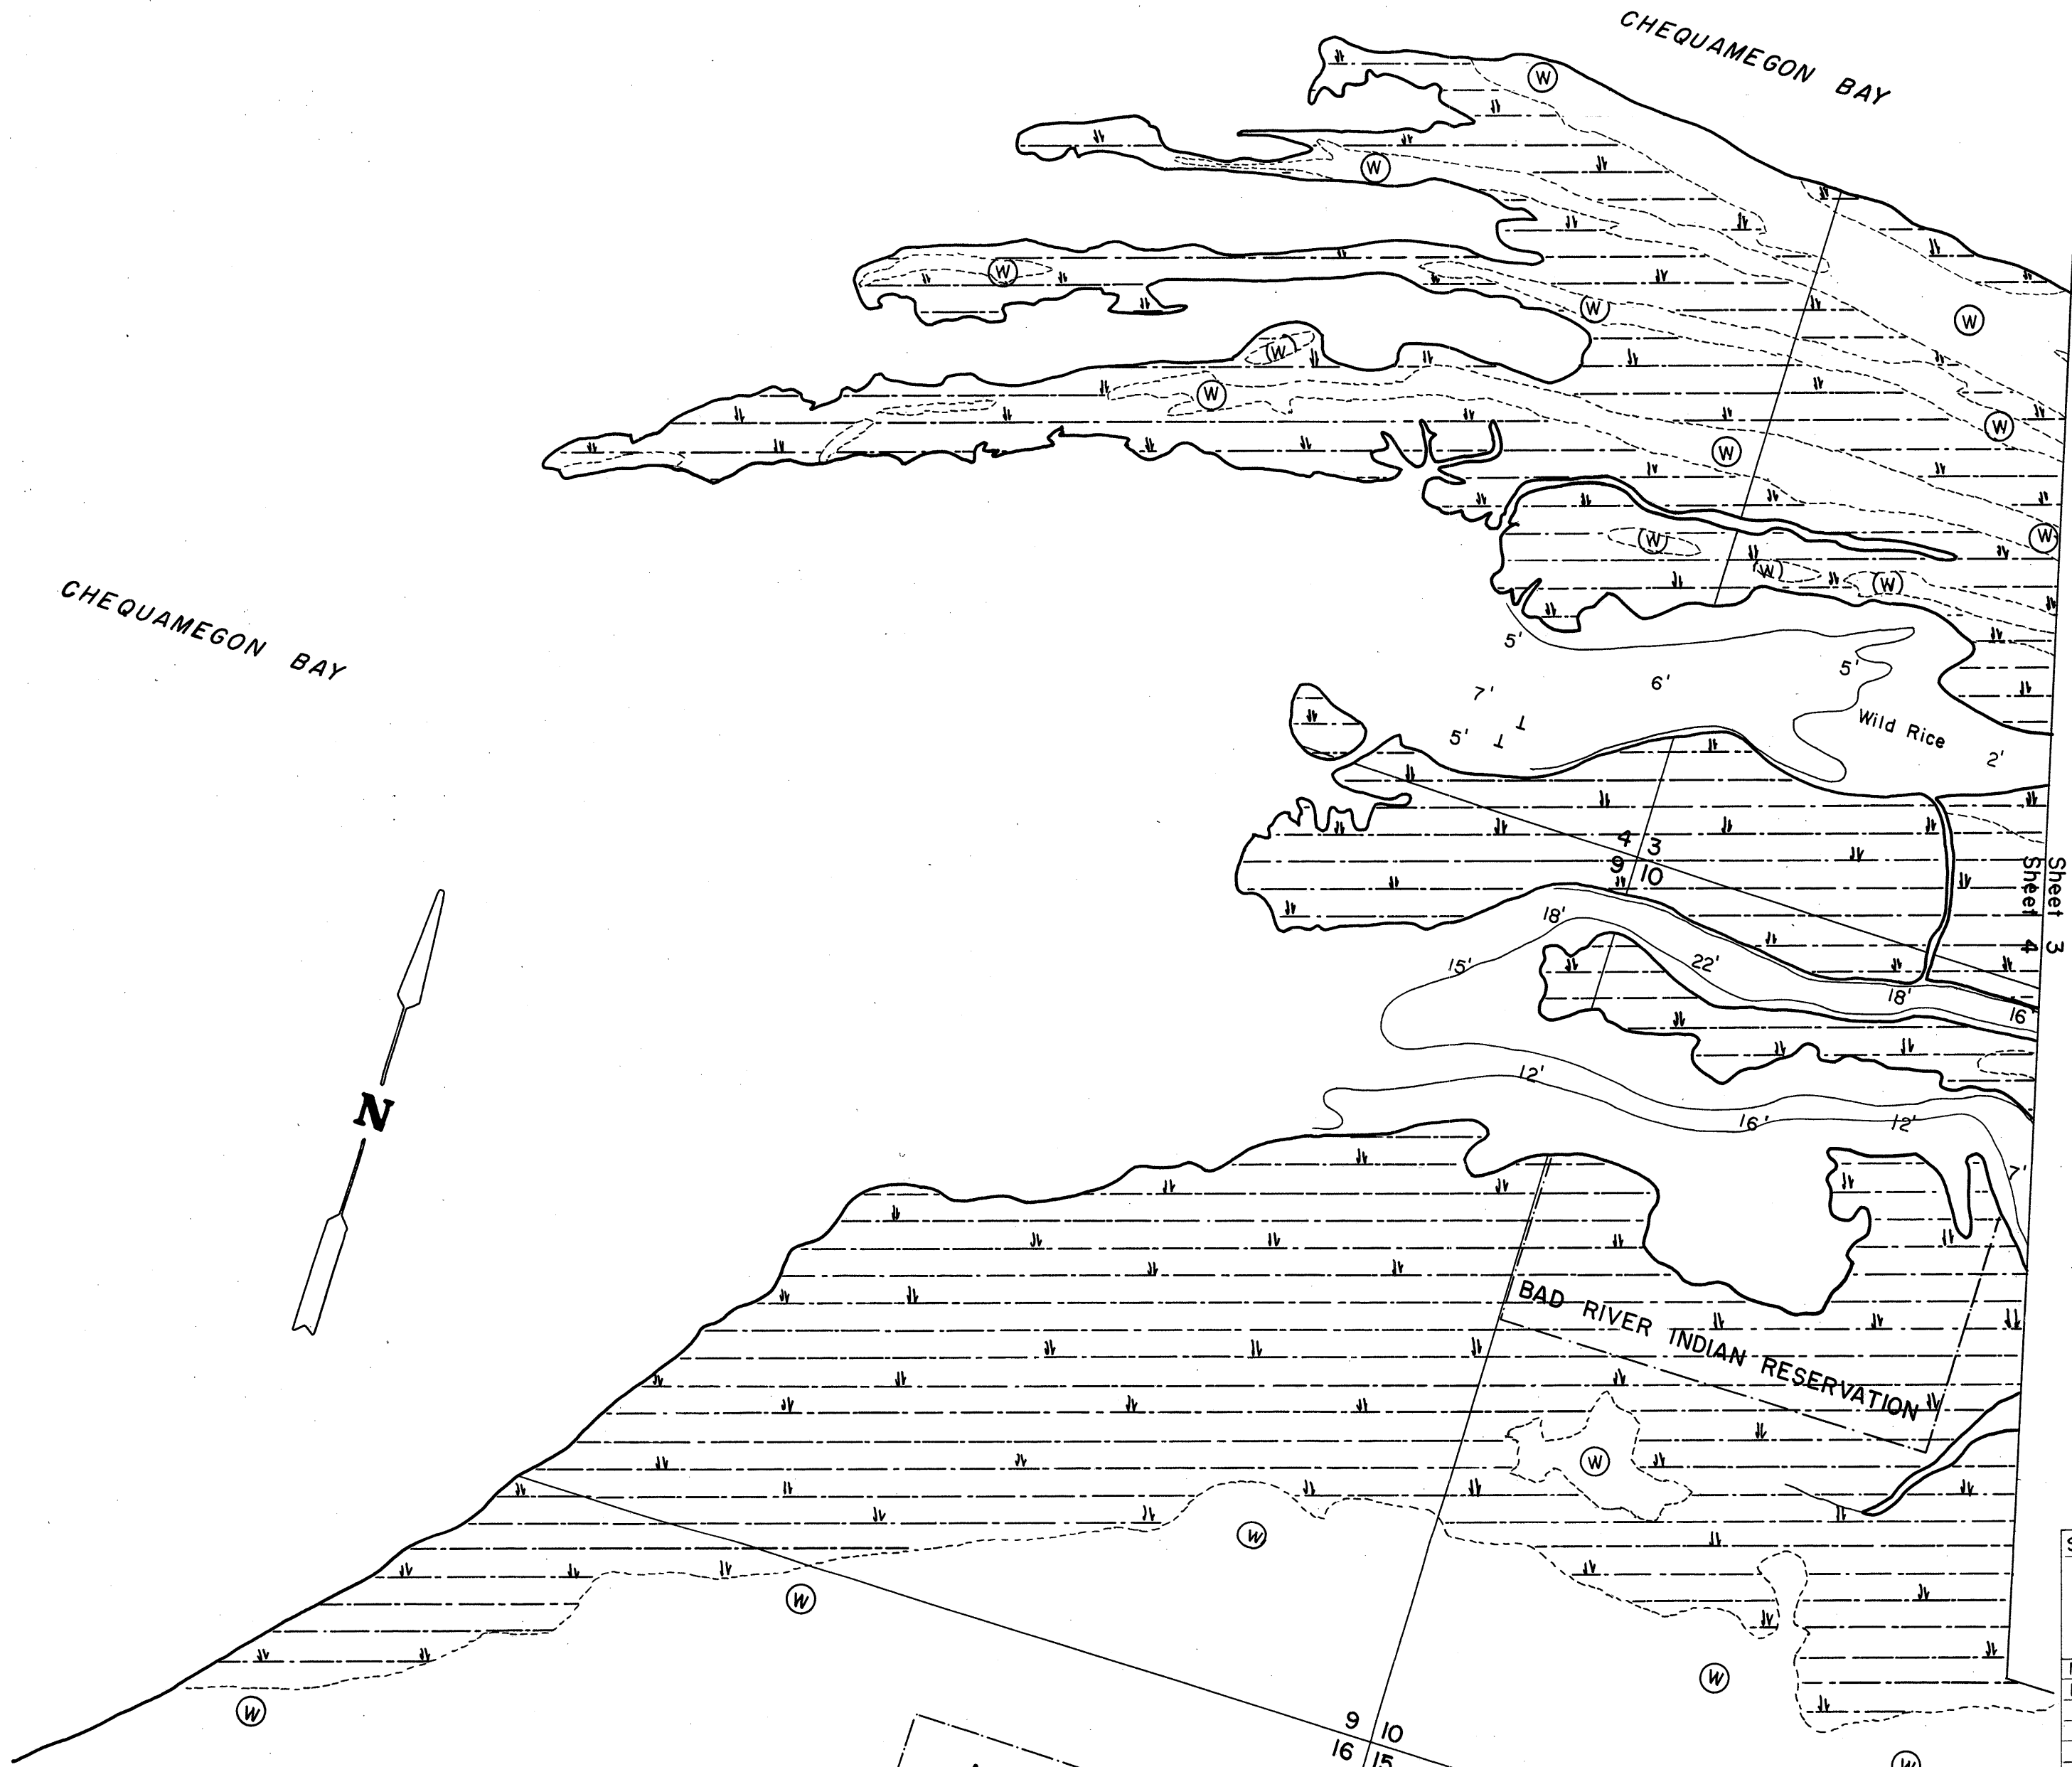 CHEQUAMEGON BAY
W
W
W
W
W
W
W
W
W
W
W
W
W
CHEQUAMEGON BAY
5'
5'
6'
7'
Wild Rice
5'
2'
4 3
9 10
Sheet 3
Sheet 4
18'
22'
15'
18'
16'
12'
16'
12'
7'
N
BAD RIVER INDIAN RESERVATION
W
W
W
W
W
9 10
16 15
W